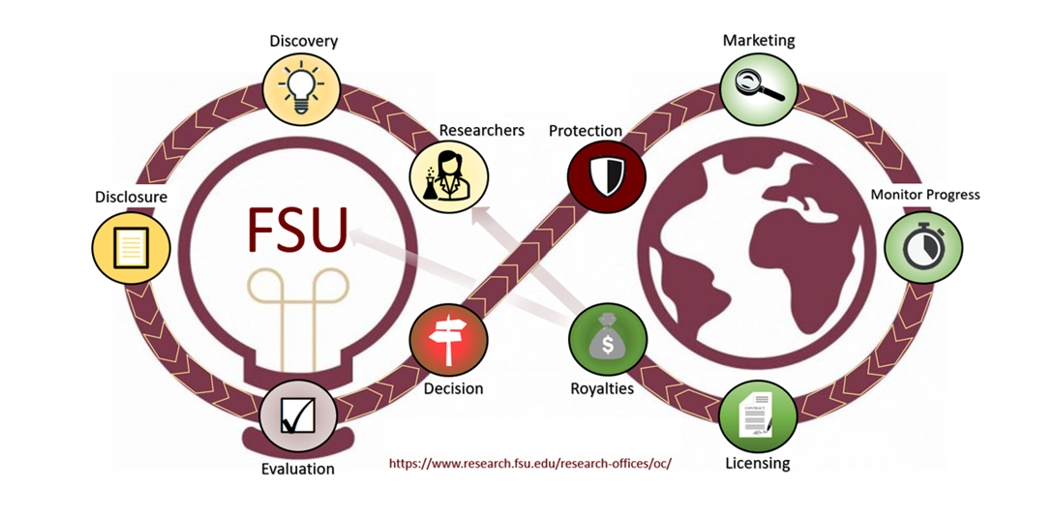 Discovery
Marketing
Researchers
Protection
Disclosure
Monitor Progress
FSU
$
CONTRACT
Decision
Royalties
Evaluation
https://www.research.fsu.edu/research-offices/oc/
Licensing